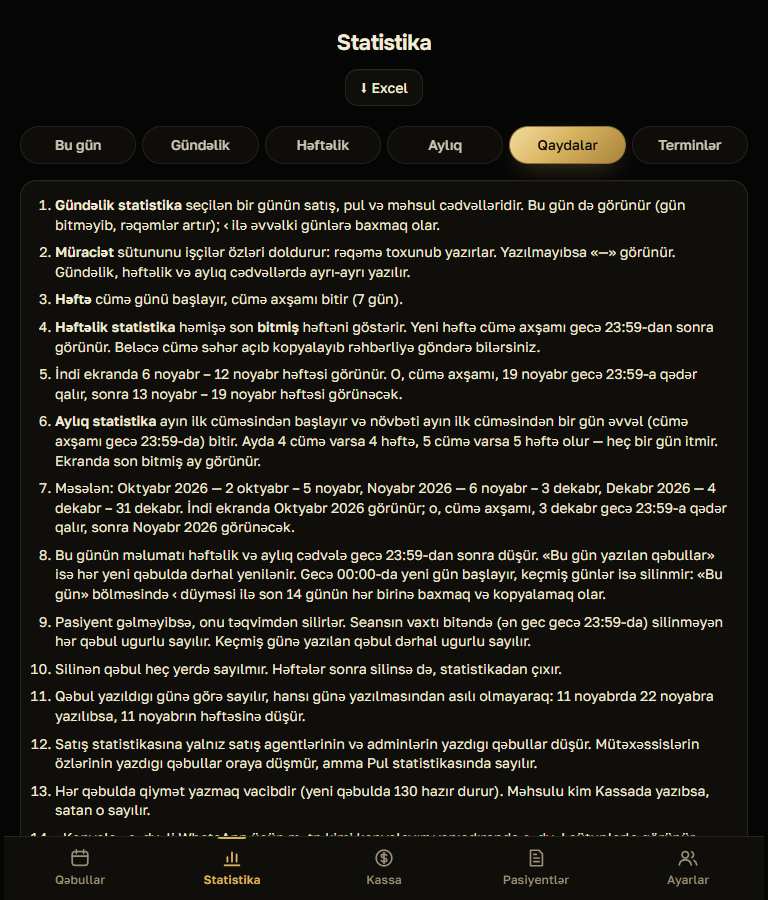 Statistika
⬇ Excel
Bu gün
Gündəlik
Həftəlik
Aylıq
Qaydalar
Terminlər
1. Gündəlik statistika seçilən bir günün satış, pul və məhsul cədvəlləridir. Bu gün də görünür (gün
bitməyib, rəqəmlər artır); ‹ ilə əvvəlki günlərə baxmaq olar.
2. Müraciət sütununu işçilər özləri doldurur: rəqəmə toxunub yazırlar. Yazılmayıbsa «—» görünür.
Gündəlik, həftəlik və aylıq cədvəllərdə ayrı-ayrı yazılır.
3. Həftə cümə günü başlayır, cümə axşamı bitir (7 gün).
4. Həftəlik statistika həmişə son bitmiş həftəni göstərir. Yeni həftə cümə axşamı gecə 23:59-dan sonra
görünür. Beləcə cümə səhər açıb kopyalayıb rəhbərliyə göndərə bilərsiniz.
5. İndi ekranda 6 noyabr – 12 noyabr həftəsi görünür. O, cümə axşamı, 19 noyabr gecə 23:59-a qədər
qalır, sonra 13 noyabr – 19 noyabr həftəsi görünəcək.
6. Aylıq statistika ayın ilk cüməsindən başlayır və növbəti ayın ilk cüməsindən bir gün əvvəl (cümə
axşamı gecə 23:59-da) bitir. Ayda 4 cümə varsa 4 həftə, 5 cümə varsa 5 həftə olur — heç bir gün itmir.
Ekranda son bitmiş ay görünür.
7. Məsələn: Oktyabr 2026 — 2 oktyabr – 5 noyabr, Noyabr 2026 — 6 noyabr – 3 dekabr, Dekabr 2026 — 4
dekabr – 31 dekabr. İndi ekranda Oktyabr 2026 görünür; o, cümə axşamı, 3 dekabr gecə 23:59-a qədər
qalır, sonra Noyabr 2026 görünəcək.
8. Bu günün məlumatı həftəlik və aylıq cədvələ gecə 23:59-dan sonra düşür. «Bu gün yazılan qəbullar»
isə hər yeni qəbulda dərhal yenilənir. Gecə 00:00-da yeni gün başlayır, keçmiş günlər isə silinmir: «Bu
gün» bölməsində ‹ düyməsi ilə son 14 günün hər birinə baxmaq və kopyalamaq olar.
9. Pasiyent gəlməyibsə, onu təqvimdən silirlər. Seansın vaxtı bitəndə (ən gec gecə 23:59-da) silinməyən
hər qəbul uğurlu sayılır. Keçmiş günə yazılan qəbul dərhal uğurlu sayılır.
10. Silinən qəbul heç yerdə sayılmır. Həftələr sonra silinsə də, statistikadan çıxır.
11. Qəbul yazıldığı günə görə sayılır, hansı günə yazılmasından asılı olmayaraq: 11 noyabrda 22 noyabra
yazılıbsa, 11 noyabrın həftəsinə düşür.
12. Satış statistikasına yalnız satış agentlərinin və adminlərin yazdığı qəbullar düşür. Mütəxəssislərin
özlərinin yazdığı qəbullar oraya düşmür, amma Pul statistikasında sayılır.
13. Hər qəbulda qiymət yazmaq vacibdir (yeni qəbulda 130 hazır durur). Məhsulu kim Kassada yazıbsa,
satan o sayılır.
Qəbullar
Statistika
Kassa
Pasiyentlər
Ayarlar